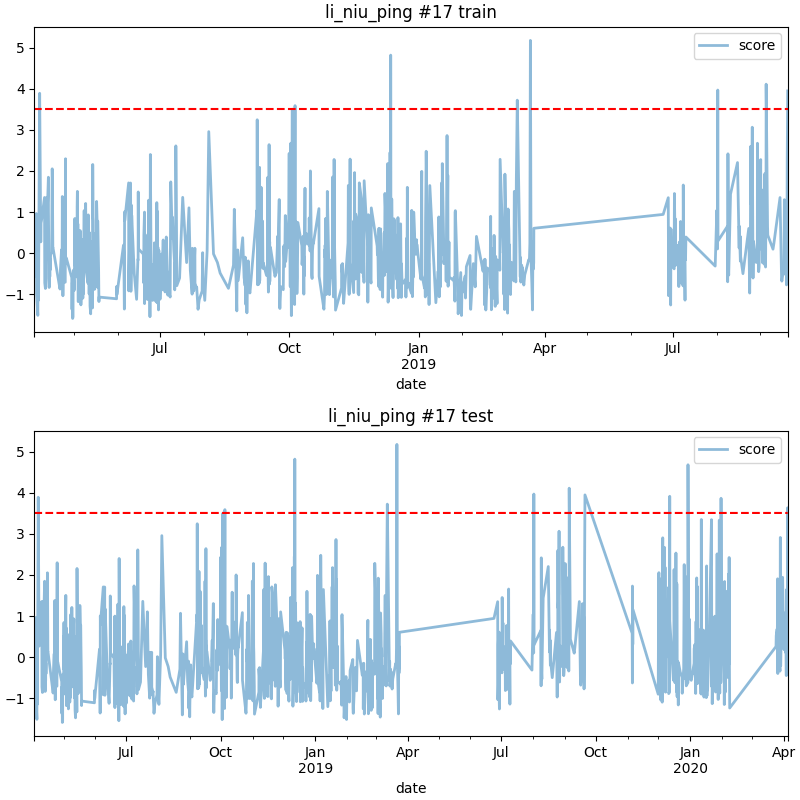 li_niu_ping #17 train
score
5
4
3
2
1
0
−1
Jul Oct Jan Apr Jul
2019
date
li_niu_ping #17 test
score
5
4
3
2
1
0
−1
Jul Oct Jan Apr Jul Oct Jan Apr
2019 2020
date